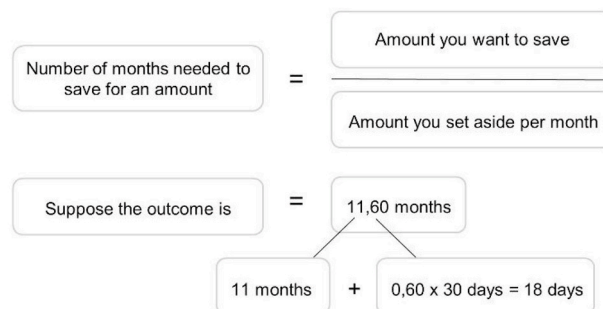 Amount you want to save
Number of months needed to
save for an amount
=
Amount you set aside per month
Suppose the outcome is
=
11,60 months
11 months
+
0,60 x 30 days = 18 days